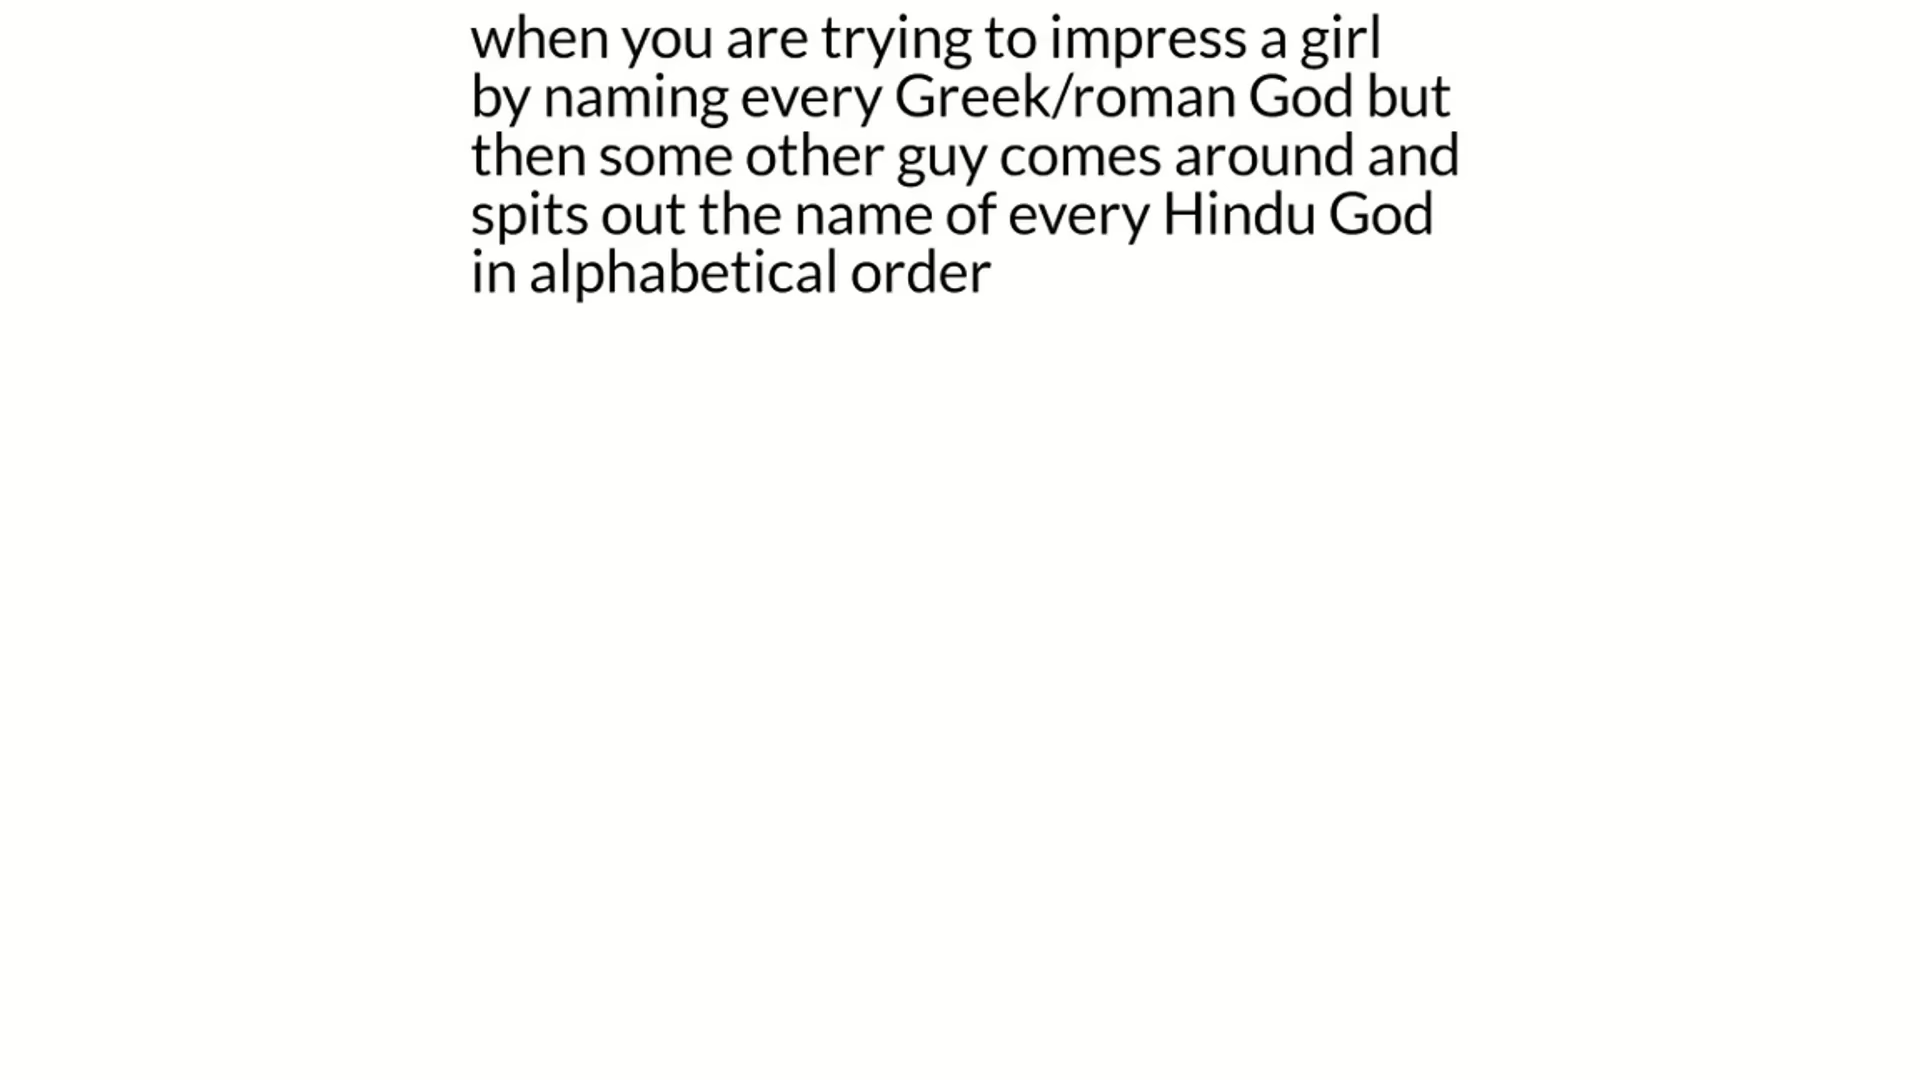 when you are trying to impress a girl
by naming every Greek/roman God but
then some other guy comes around and
spits out the name of every Hindu God
in alphabetical order